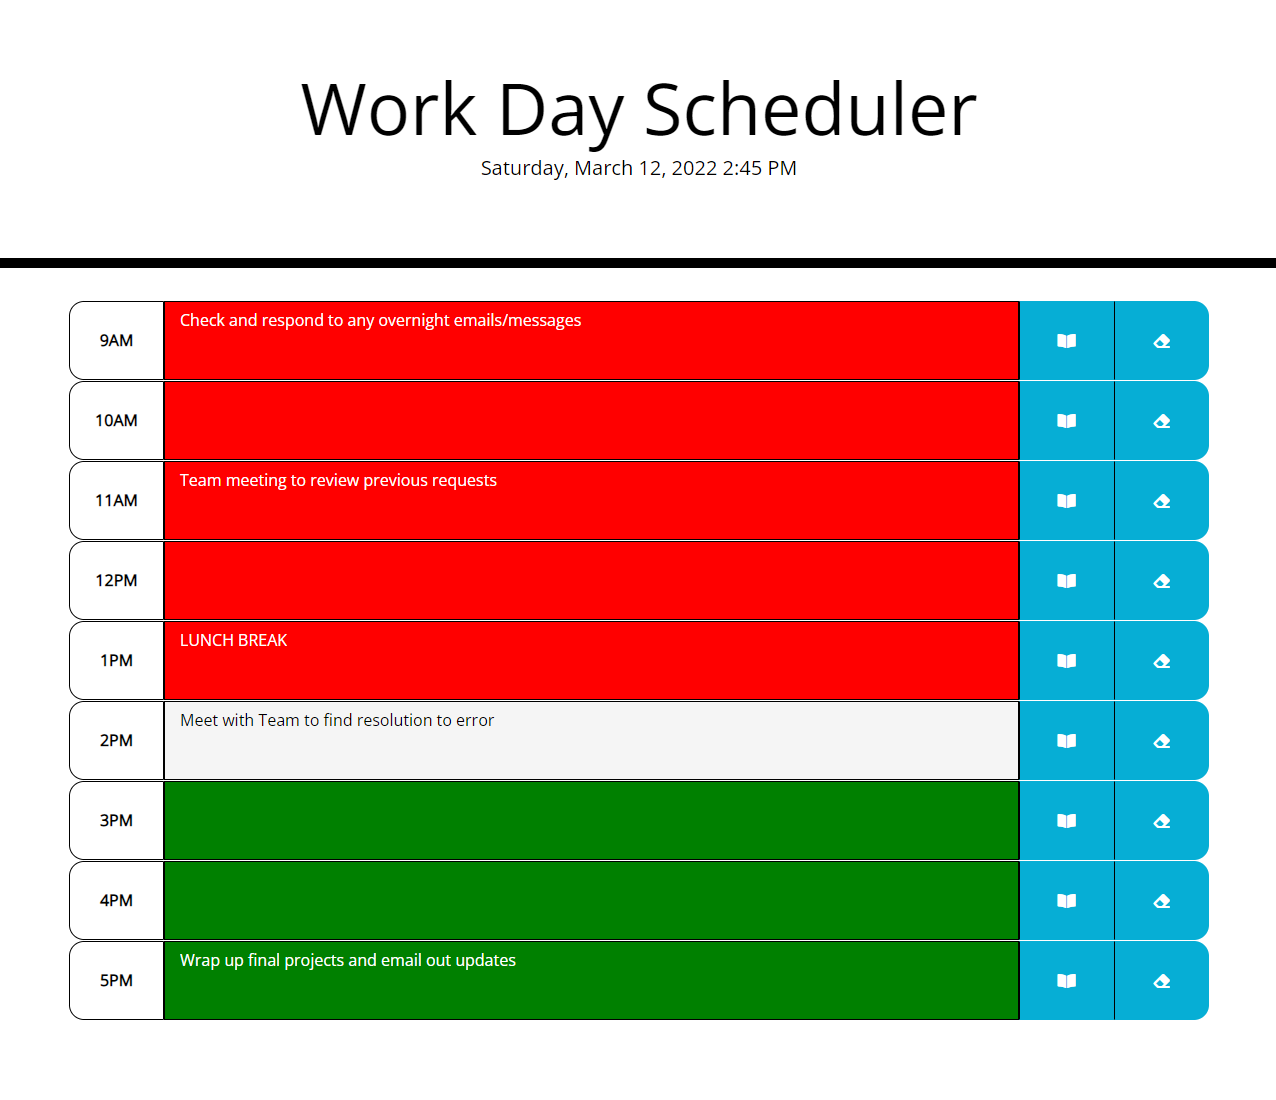 Work Day Scheduler
Saturday, March 12, 2022 2:45 PM
9AM
Check and respond to any overnight emails/messages
10AM
11AM
Team meeting to review previous requests
12PM
1PM
LUNCH BREAK
2PM
Meet with Team to find resolution to error
3PM
4PM
5PM
Wrap up final projects and email out updates